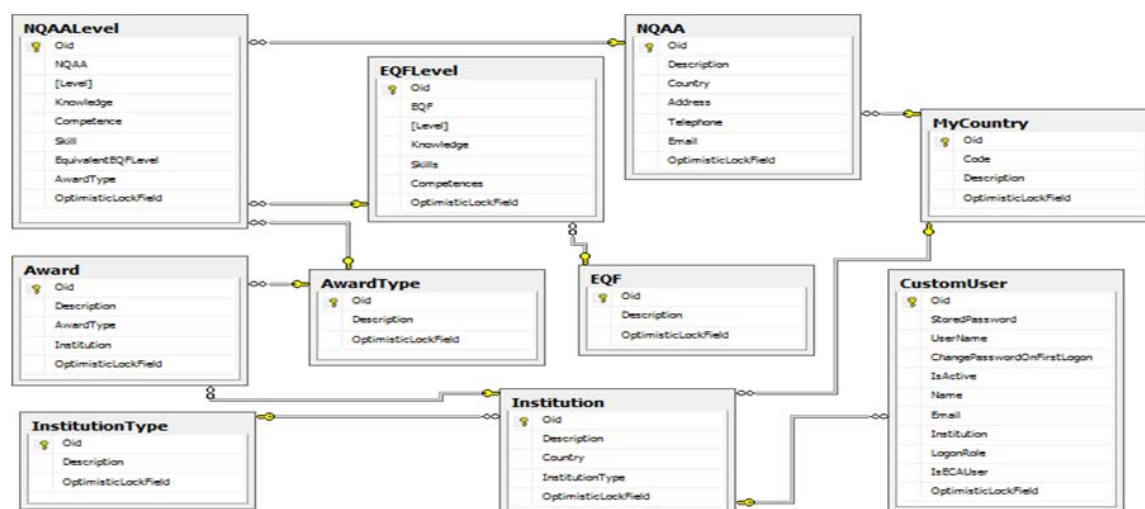 NQAALevel
Oid
NQAA
[Level]
Knowledge
Competence
Skill
EquivalentEQFLevel
AwardType
OptimisticLockField
EQFLevel
Oid
EQF
[Level]
Knowledge
Skills
Competences
OptimisticLockField
NQAA
Oid
Description
Country
Address
Telephone
Email
OptimisticLockField
MyCountry
Oid
Code
Description
OptimisticLockField
Award
Oid
Description
AwardType
Institution
OptimisticLockField
AwardType
Oid
Description
OptimisticLockField
EQF
Oid
Description
OptimisticLockField
CustomUser
Oid
StoredPassword
UserName
ChangePasswordOnFirstLogon
IsActive
Name
Email
Institution
LogonRole
IsECAUser
OptimisticLockField
InstitutionType
Oid
Description
OptimisticLockField
Institution
Oid
Description
Country
InstitutionType
OptimisticLockField